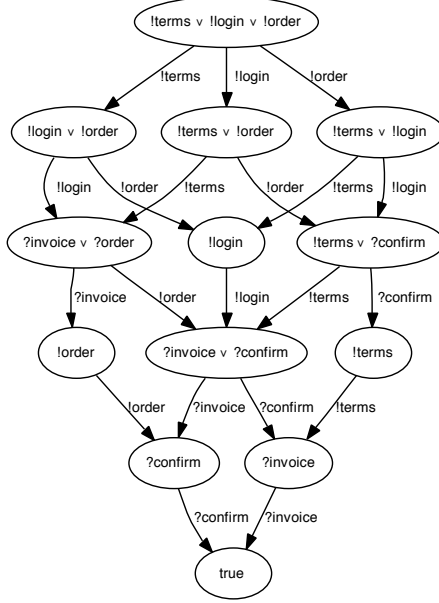 !terms ∨ !login ∨ !order
!terms
!login
!order
!login ∨ !order
!terms ∨ !order
!terms ∨ !login
!login
!order
!terms
!order
!terms
!login
?invoice ∨ ?order
!login
!terms ∨ ?confirm
?invoice
!order
!login
!terms
?confirm
!order
?invoice ∨ ?confirm
!terms
!order
?invoice
?confirm
!terms
?confirm
?invoice
?confirm
?invoice
true